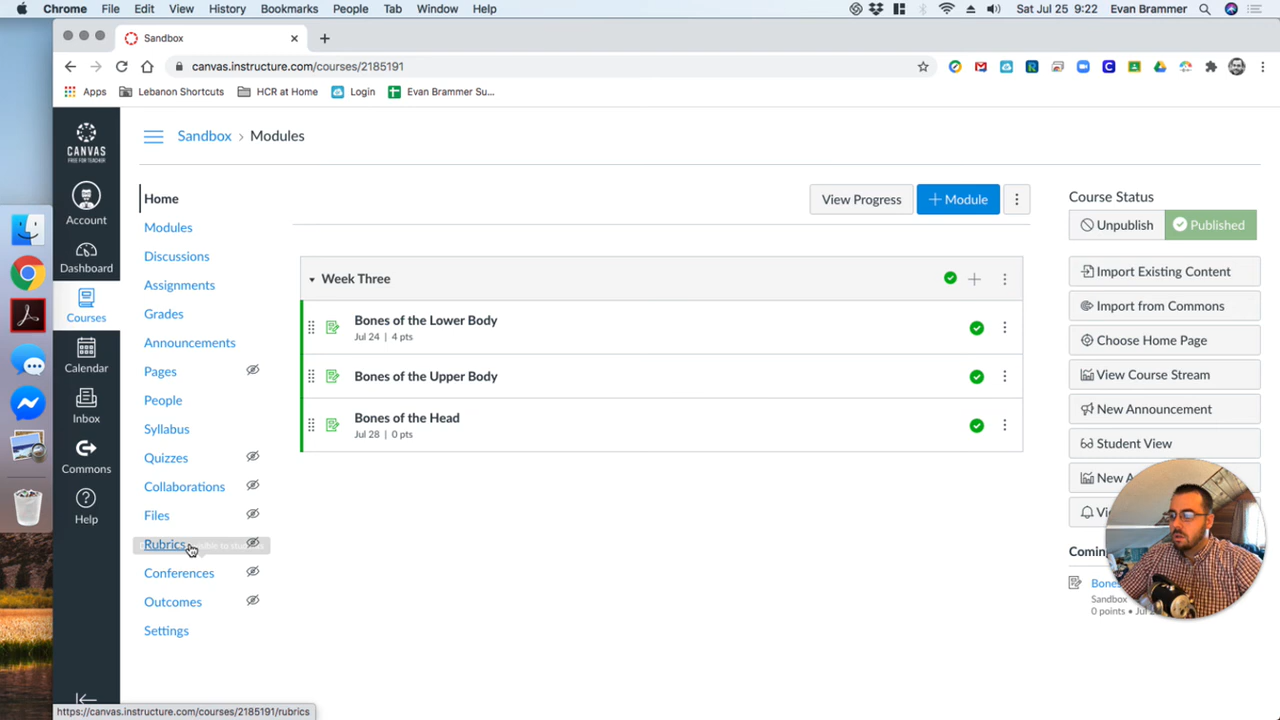 Chrome File Edit View History Bookmarks People Tab Window Help Sat Jul 25 9:22 Evan Brammer
Sandbox
canvas.instructure.com/courses/2185191
Apps Lebanon Shortcuts HCR at Home Login Evan Brammer Su...
CANVAS
FREE FOR TEACHER
Account
Dashboard
Courses
Calendar
Inbox
Commons
Help
Sandbox › Modules
Home
Modules
Discussions
Assignments
Grades
Announcements
Pages
People
Syllabus
Quizzes
Collaborations
Files
Rubrics
Conferences
Outcomes
Settings
View Progress
+ Module
Week Three
Bones of the Lower Body
Jul 24 | 4 pts
Bones of the Upper Body
Bones of the Head
Jul 28 | 0 pts
Course Status
Unpublish Published
Import Existing Content
Import from Commons
Choose Home Page
View Course Stream
New Announcement
Student View
New A
Vi
Comin
Bones
Sandbox
0 points • Ju
https://canvas.instructure.com/courses/2185191/rubrics